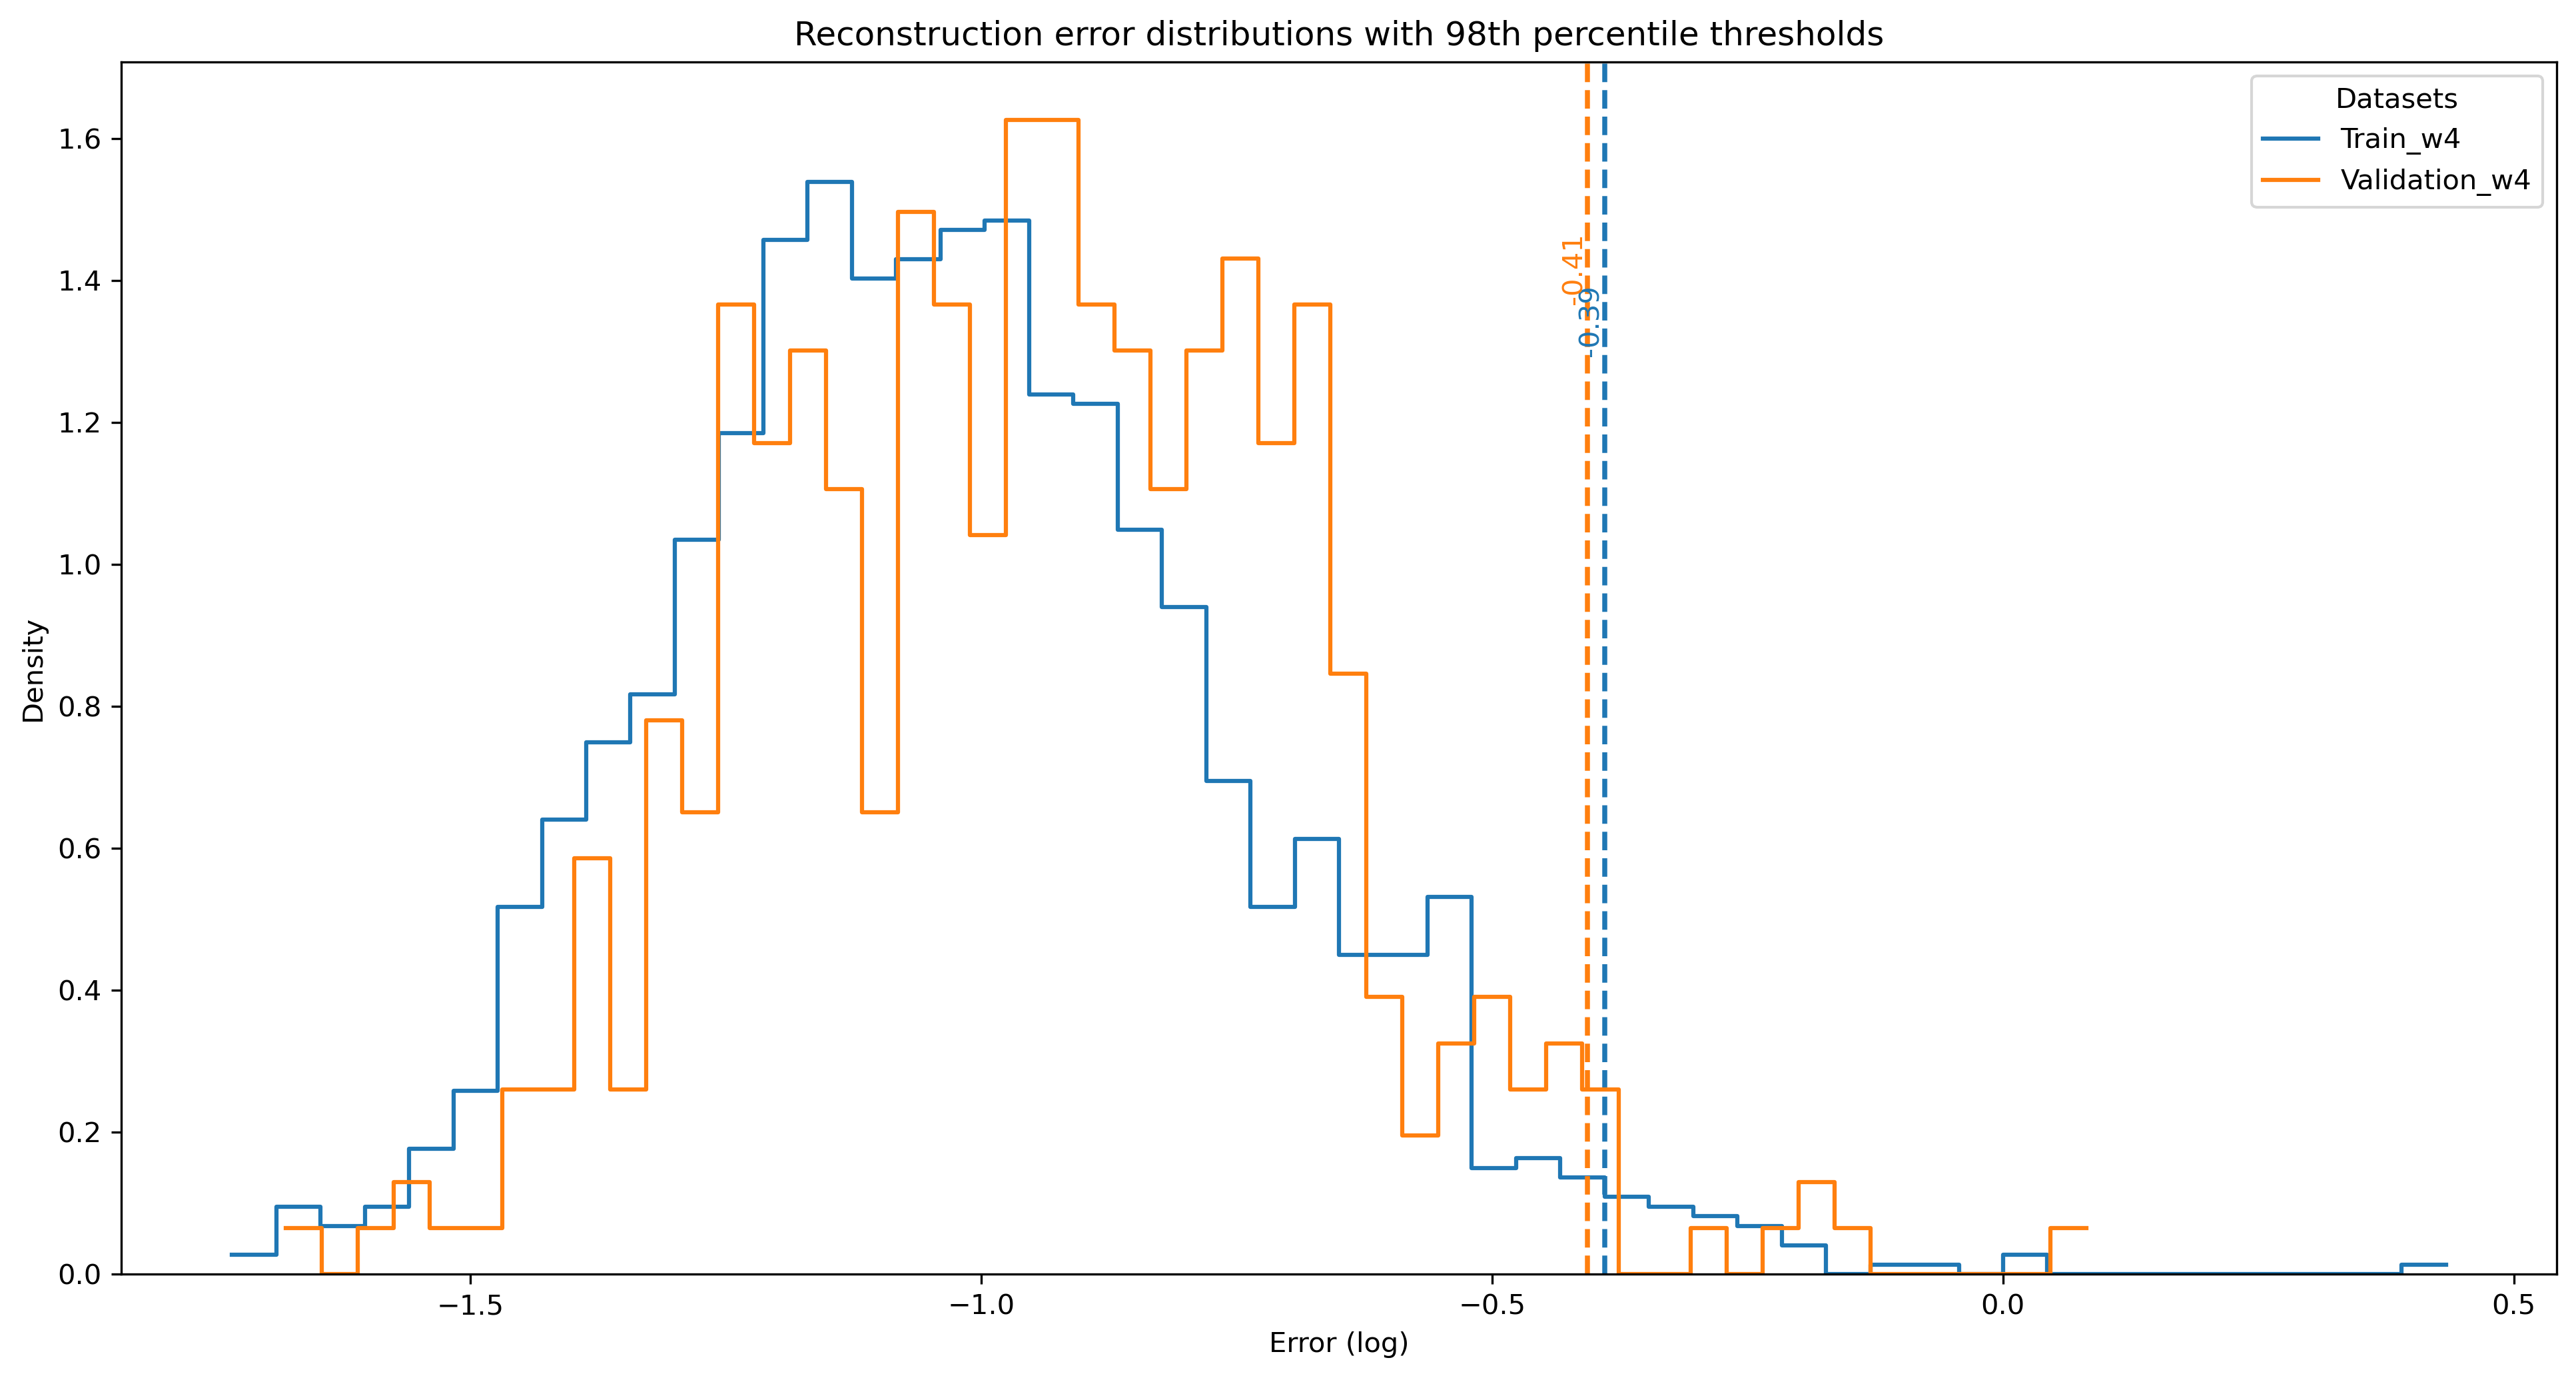 Reconstruction error distributions with 98th percentile thresholds
Datasets
Train_w4
Validation_w4
-0.41
-0.39
Density
1.6
1.4
1.2
1.0
0.8
0.6
0.4
0.2
0.0
−1.5
−1.0
−0.5
0.0
0.5
Error (log)